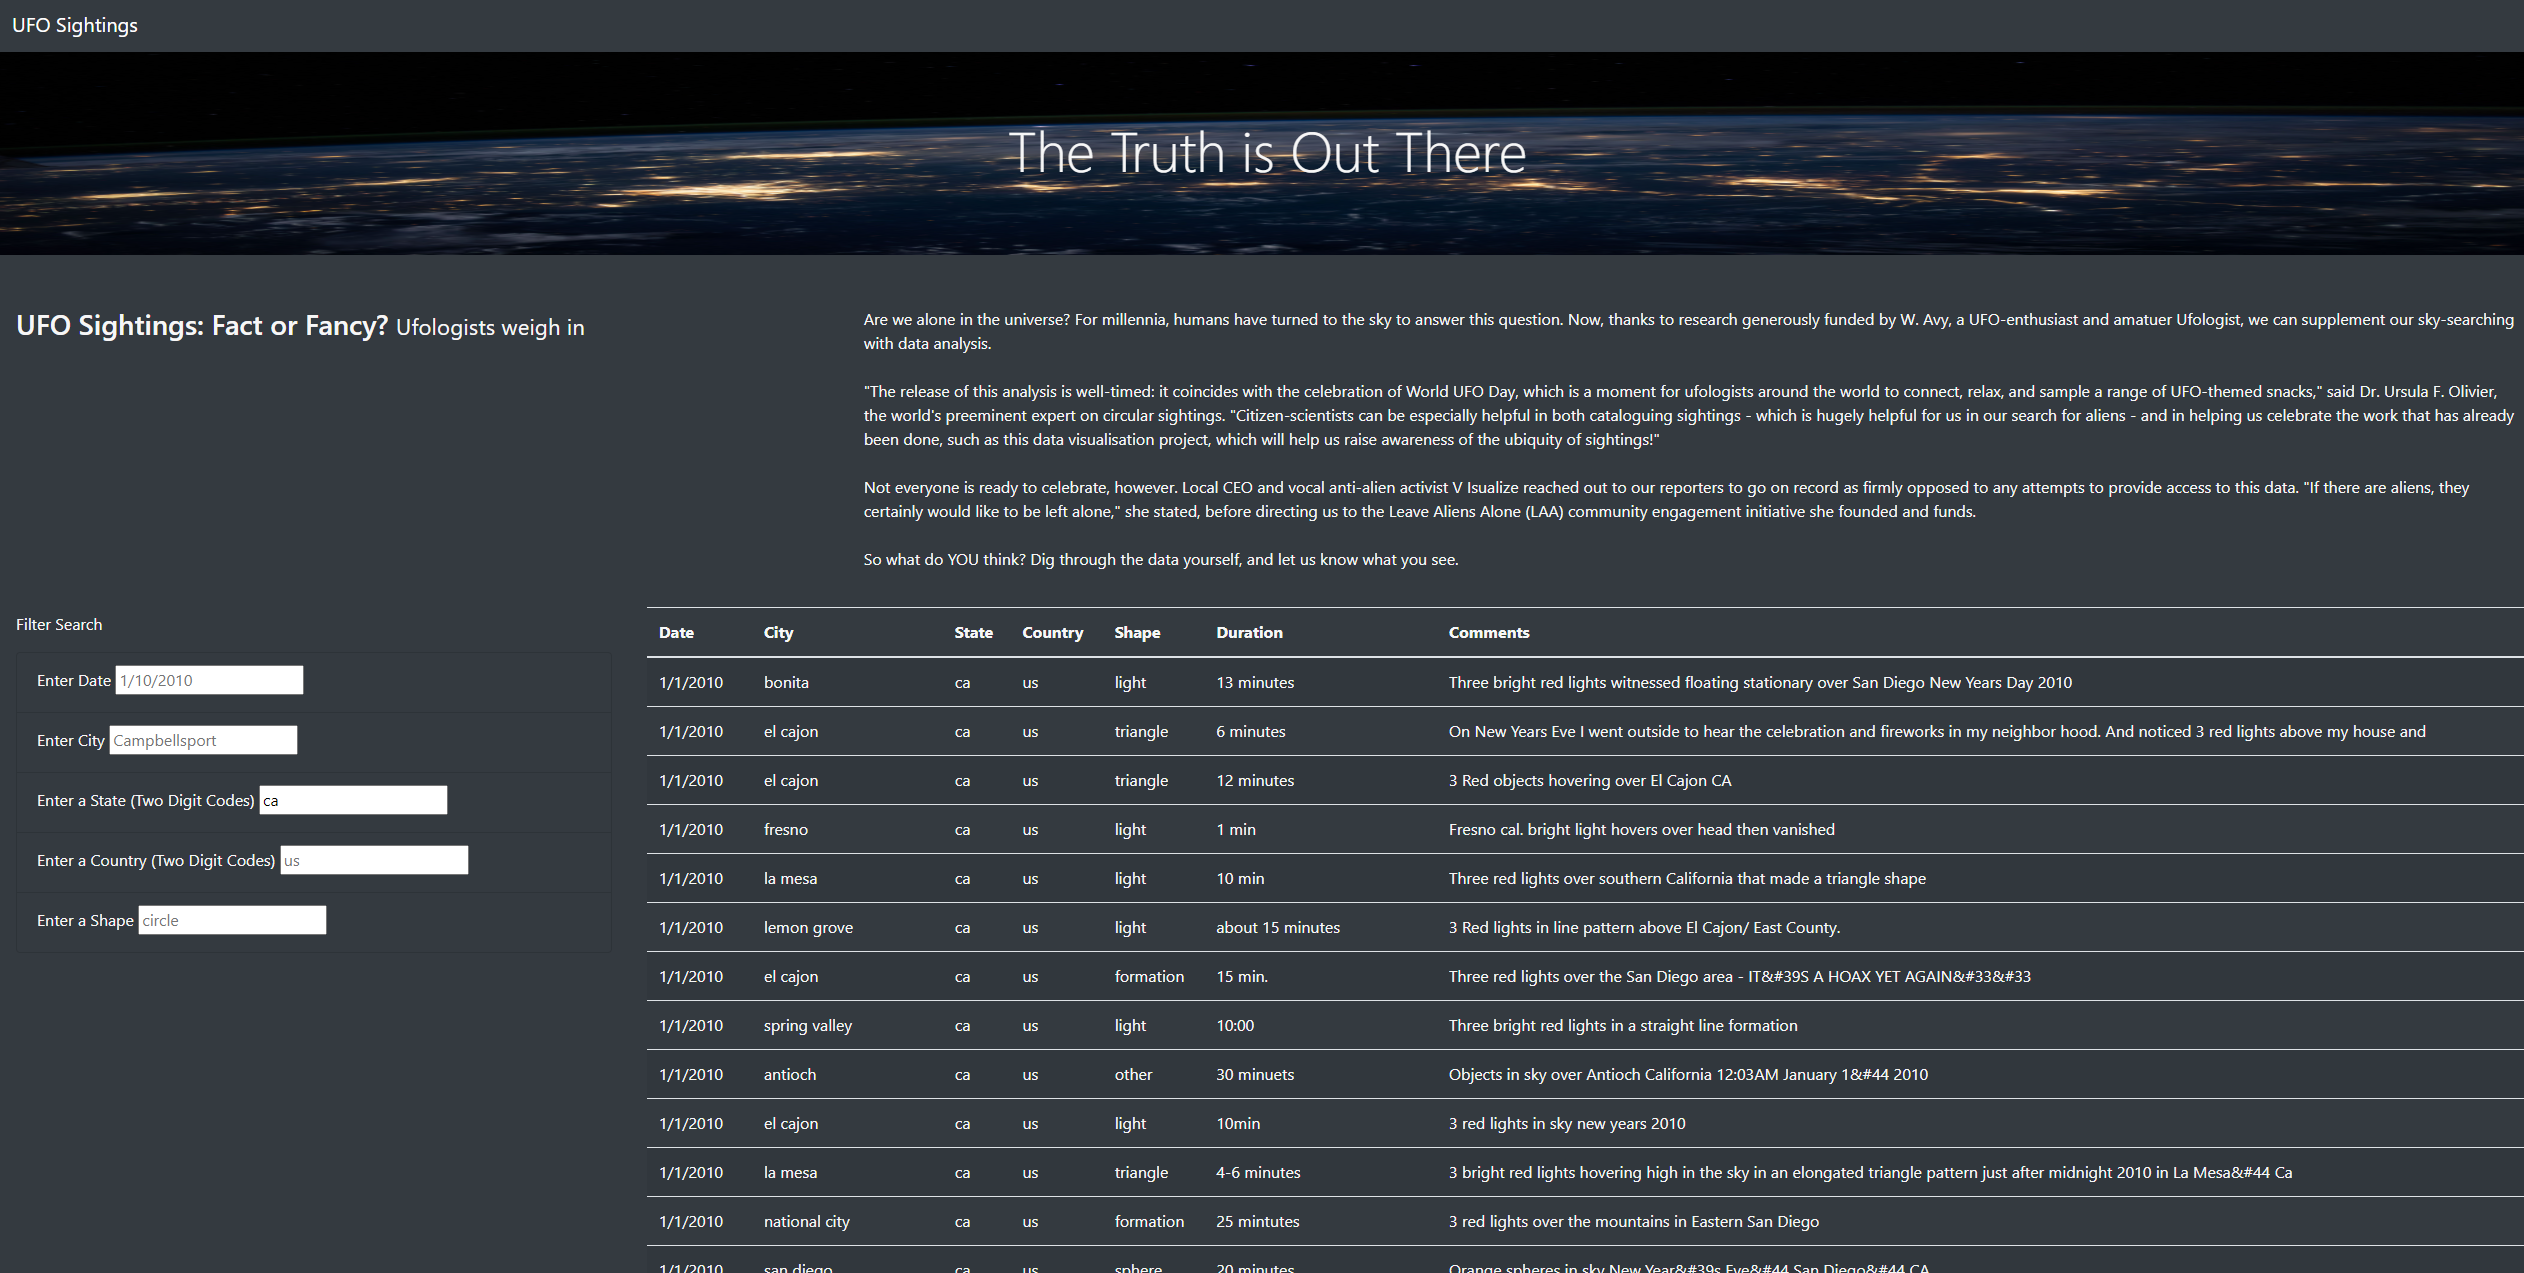 UFO Sightings
The Truth is Out There
UFO Sightings: Fact or Fancy? Ufologists weigh in
Are we alone in the universe? For millennia, humans have turned to the sky to answer this question. Now, thanks to research generously funded by W. Avy, a UFO-enthusiast and amatuer Ufologist, we can supplement our sky-searching
with data analysis.
"The release of this analysis is well-timed: it coincides with the celebration of World UFO Day, which is a moment for ufologists around the world to connect, relax, and sample a range of UFO-themed snacks," said Dr. Ursula F. Olivier,
the world's preeminent expert on circular sightings. "Citizen-scientists can be especially helpful in both cataloguing sightings - which is hugely helpful for us in our search for aliens - and in helping us celebrate the work that has already
been done, such as this data visualisation project, which will help us raise awareness of the ubiquity of sightings!"
Not everyone is ready to celebrate, however. Local CEO and vocal anti-alien activist V Isualize reached out to our reporters to go on record as firmly opposed to any attempts to provide access to this data. "If there are aliens, they
certainly would like to be left alone," she stated, before directing us to the Leave Aliens Alone (LAA) community engagement initiative she founded and funds.
So what do YOU think? Dig through the data yourself, and let us know what you see.
Filter Search
Enter Date 1/10/2010
Enter City Campbellsport
Enter a State (Two Digit Codes) ca
Enter a Country (Two Digit Codes) us
Enter a Shape circle
Date City State Country Shape Duration Comments
1/1/2010 bonita ca us light 13 minutes Three bright red lights witnessed floating stationary over San Diego New Years Day 2010
1/1/2010 el cajon ca us triangle 6 minutes On New Years Eve I went outside to hear the celebration and fireworks in my neighbor hood. And noticed 3 red lights above my house and
1/1/2010 el cajon ca us triangle 12 minutes 3 Red objects hovering over El Cajon CA
1/1/2010 fresno ca us light 1 min Fresno cal. bright light hovers over head then vanished
1/1/2010 la mesa ca us light 10 min Three red lights over southern California that made a triangle shape
1/1/2010 lemon grove ca us light about 15 minutes 3 Red lights in line pattern above El Cajon/ East County.
1/1/2010 el cajon ca us formation 15 min. Three red lights over the San Diego area - IT&#39S A HOAX YET AGAIN&#33&#33
1/1/2010 spring valley ca us light 10:00 Three bright red lights in a straight line formation
1/1/2010 antioch ca us other 30 minuets Objects in sky over Antioch California 12:03AM January 1&#44 2010
1/1/2010 el cajon ca us light 10min 3 red lights in sky new years 2010
1/1/2010 la mesa ca us triangle 4-6 minutes 3 bright red lights hovering high in the sky in an elongated triangle pattern just after midnight 2010 in La Mesa&#44 Ca
1/1/2010 national city ca us formation 25 mintutes 3 red lights over the mountains in Eastern San Diego
1/1/2010 san diego ca us sphere 20 minutes Orange spheres in sky New Year&#39s Eve&#44 San Diego&#44 CA